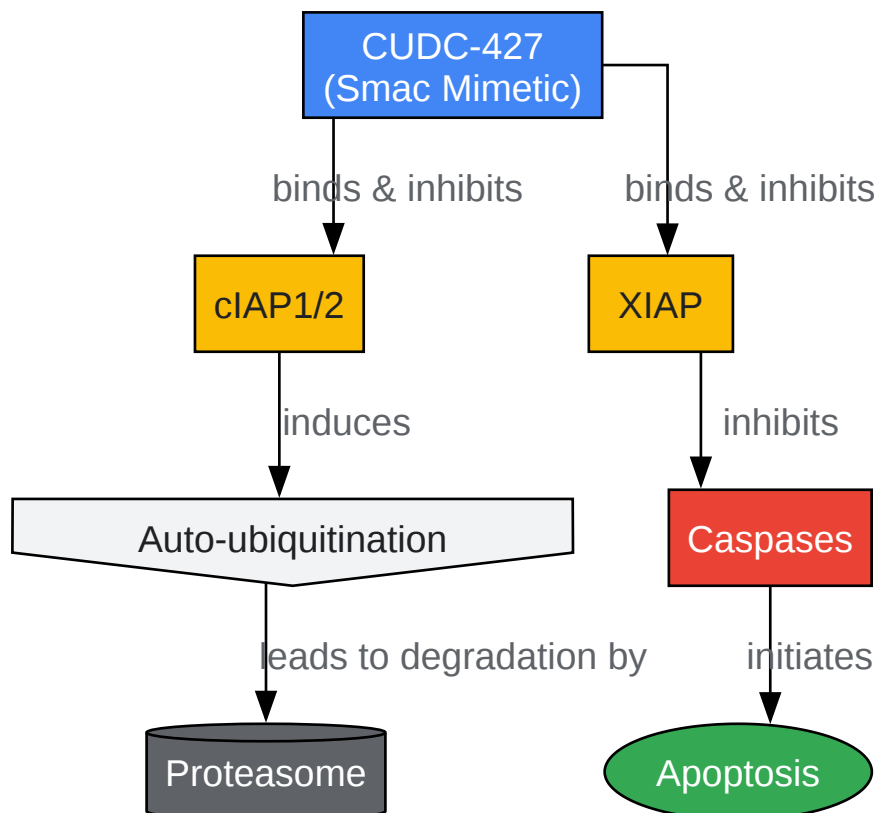 CUDC-427
(Smac Mimetic)
binds & inhibits
binds & inhibits
cIAP1/2
XIAP
induces
inhibits
Auto-ubiquitination
Caspases
leads to degradation by
initiates
Proteasome
Apoptosis